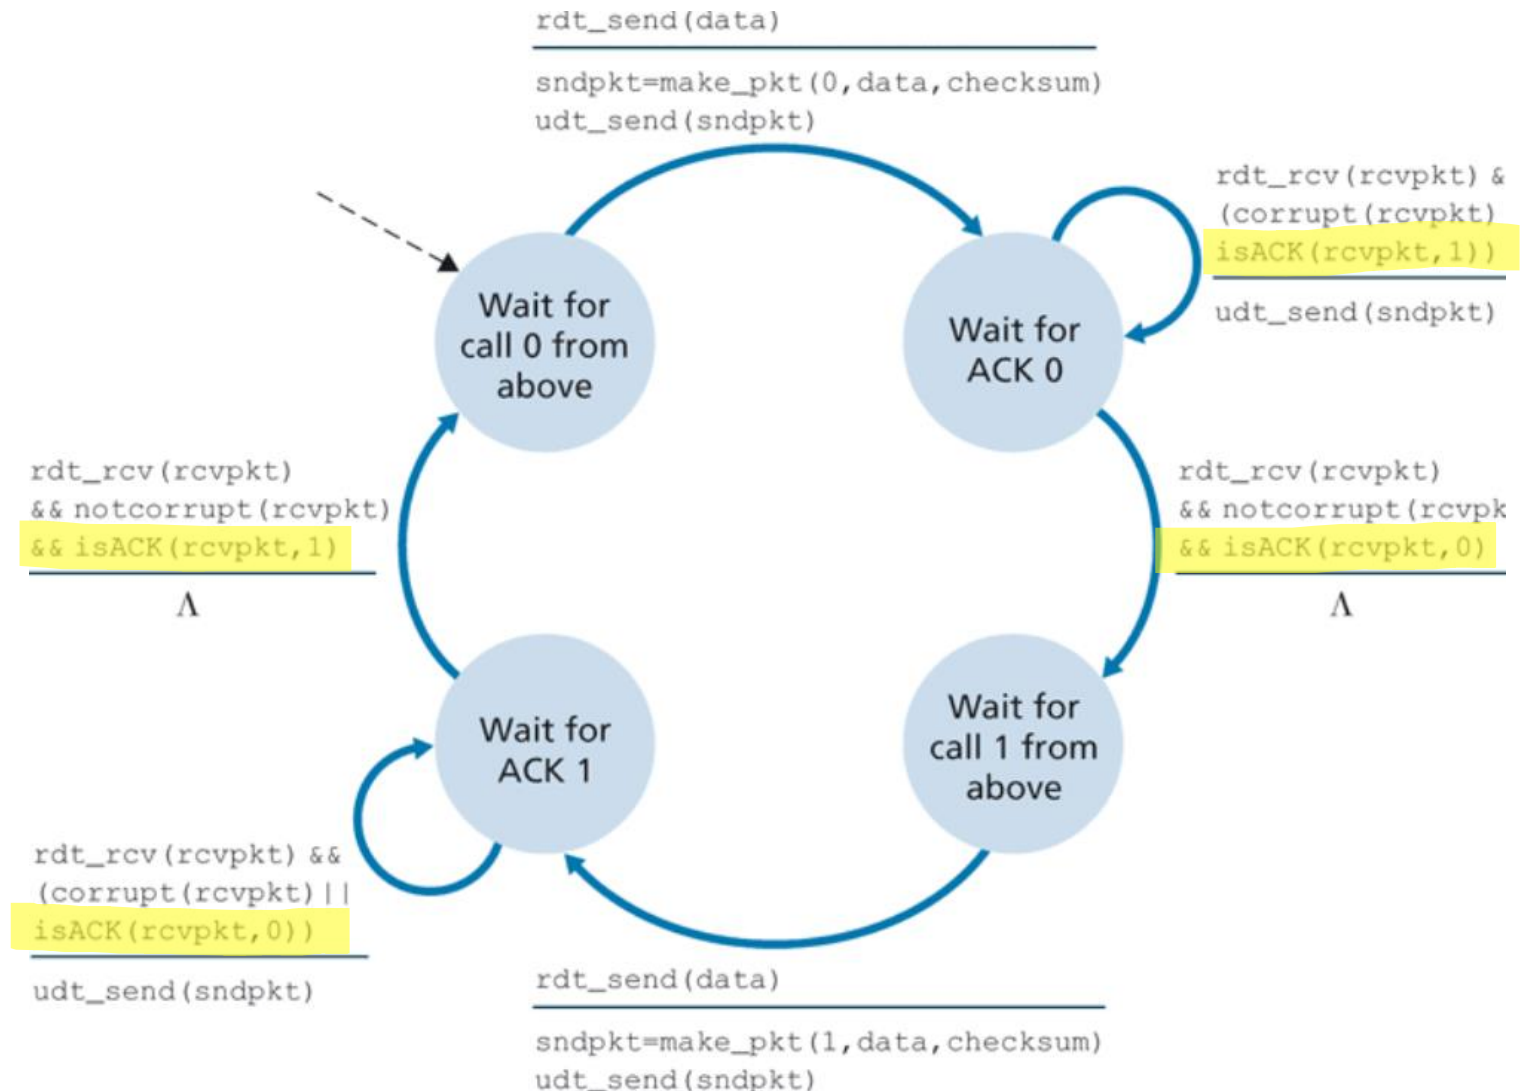 rdt_send(data)
sndpkt=make_pkt(0,data,checksum)
udt_send(sndpkt)
rdt_rcv(rcvpkt) &
(corrupt(rcvpkt)
isACK(rcvpkt,1))
udt_send(sndpkt)
Wait for
call 0 from
above
Wait for
ACK 0
rdt_rcv(rcvpkt)
&& notcorrupt(rcvpkt)
&& isACK(rcvpkt,1)
Λ
rdt_rcv(rcvpkt)
&& notcorrupt(rcvpk
&& isACK(rcvpkt,0)
Λ
Wait for
ACK 1
Wait for
call 1 from
above
rdt_rcv(rcvpkt) &&
(corrupt(rcvpkt)||
isACK(rcvpkt,0))
udt_send(sndpkt)
rdt_send(data)
sndpkt=make_pkt(1,data,checksum)
udt_send(sndpkt)